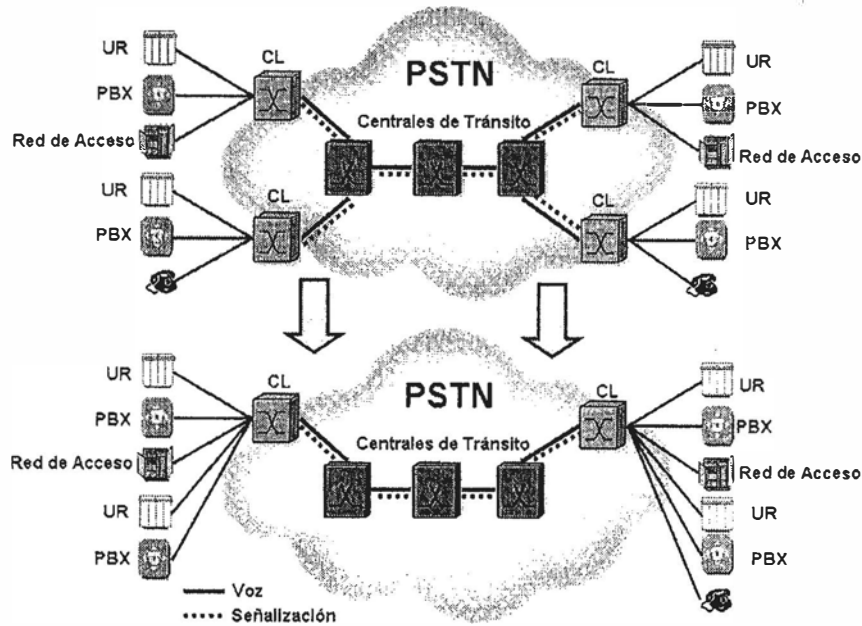 UR
CL
PSTN
CL
UR
PBX
PBX
Centrales de Tránsito
Red de Acceso
Red de Acceso
UR
CL
CL
UR
PBX
PBX
UR
CL
PSTN
CL
UR
PBX
PBX
Centrales de Tránsito
Red de Acceso
Red de Acceso
UR
UR
PBX
PBX
Voz
Señalización